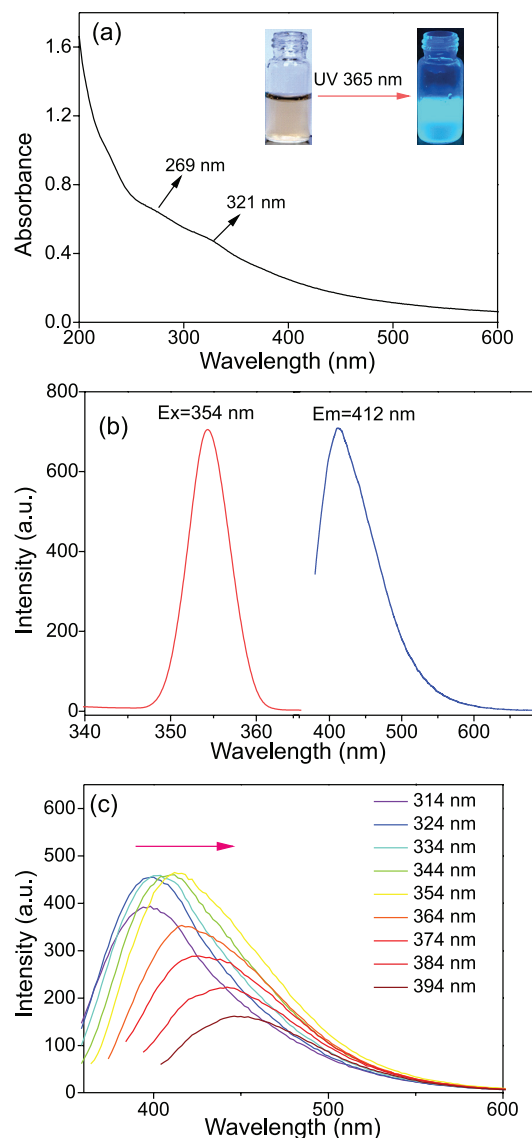 (a)
1.6
1.2
0.8
0.4
0.0
Absorbance
UV 365 nm
269 nm
321 nm
200 300 400 500 600
Wavelength (nm)
(b)
Ex=354 nm Em=412 nm
800
600
400
200
0
Intensity (a.u.)
340 350 360 400 500 600
Wavelength (nm)
(c)
600
500
400
300
200
100
0
Intensity (a.u.)
314 nm
324 nm
334 nm
344 nm
354 nm
364 nm
374 nm
384 nm
394 nm
400 500 600
Wavelength (nm)